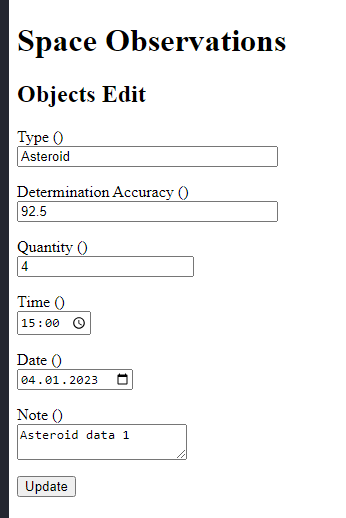 Space Observations
Objects Edit
Type ()
Asteroid
Determination Accuracy ()
92.5
Quantity ()
4
Time ()
15:00
Date ()
04.01.2023
Note ()
Asteroid data 1
Update